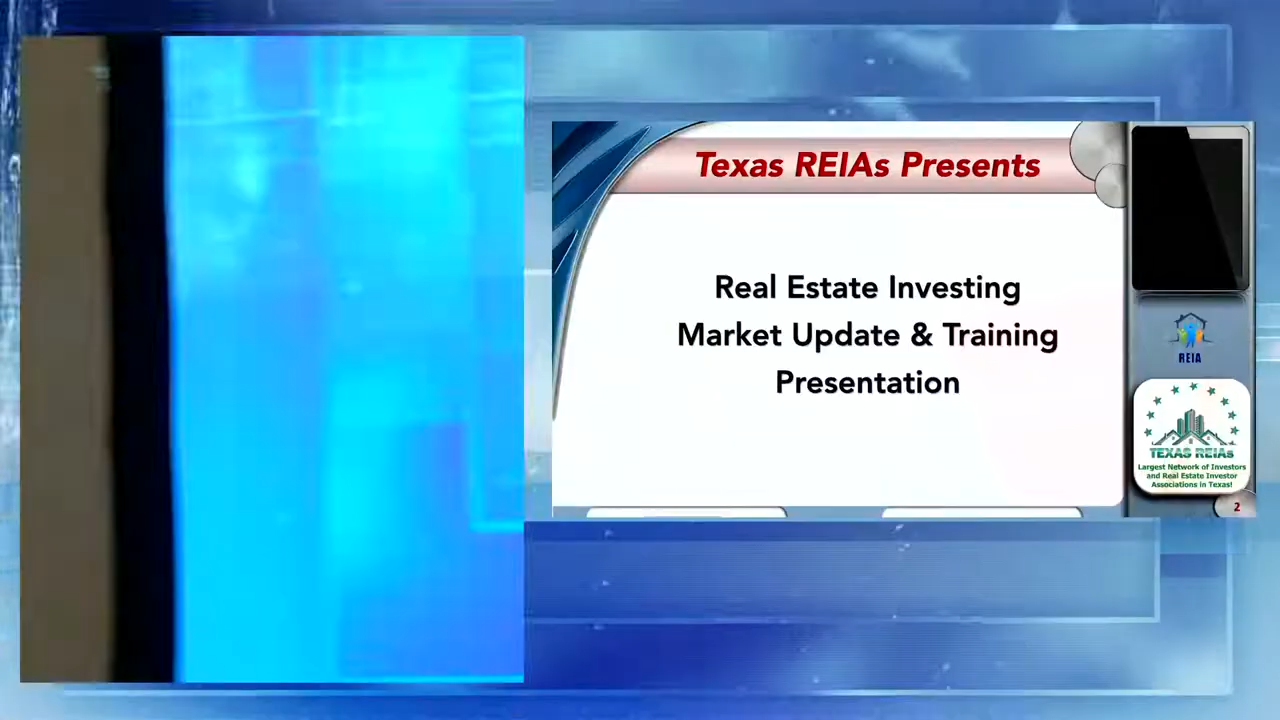 Texas REIAs Presents
Real Estate Investing
Market Update & Training
Presentation
REIA
TEXAS REIAs
Largest Network of Investors
and Real Estate Investor
Associations in Texas!
2